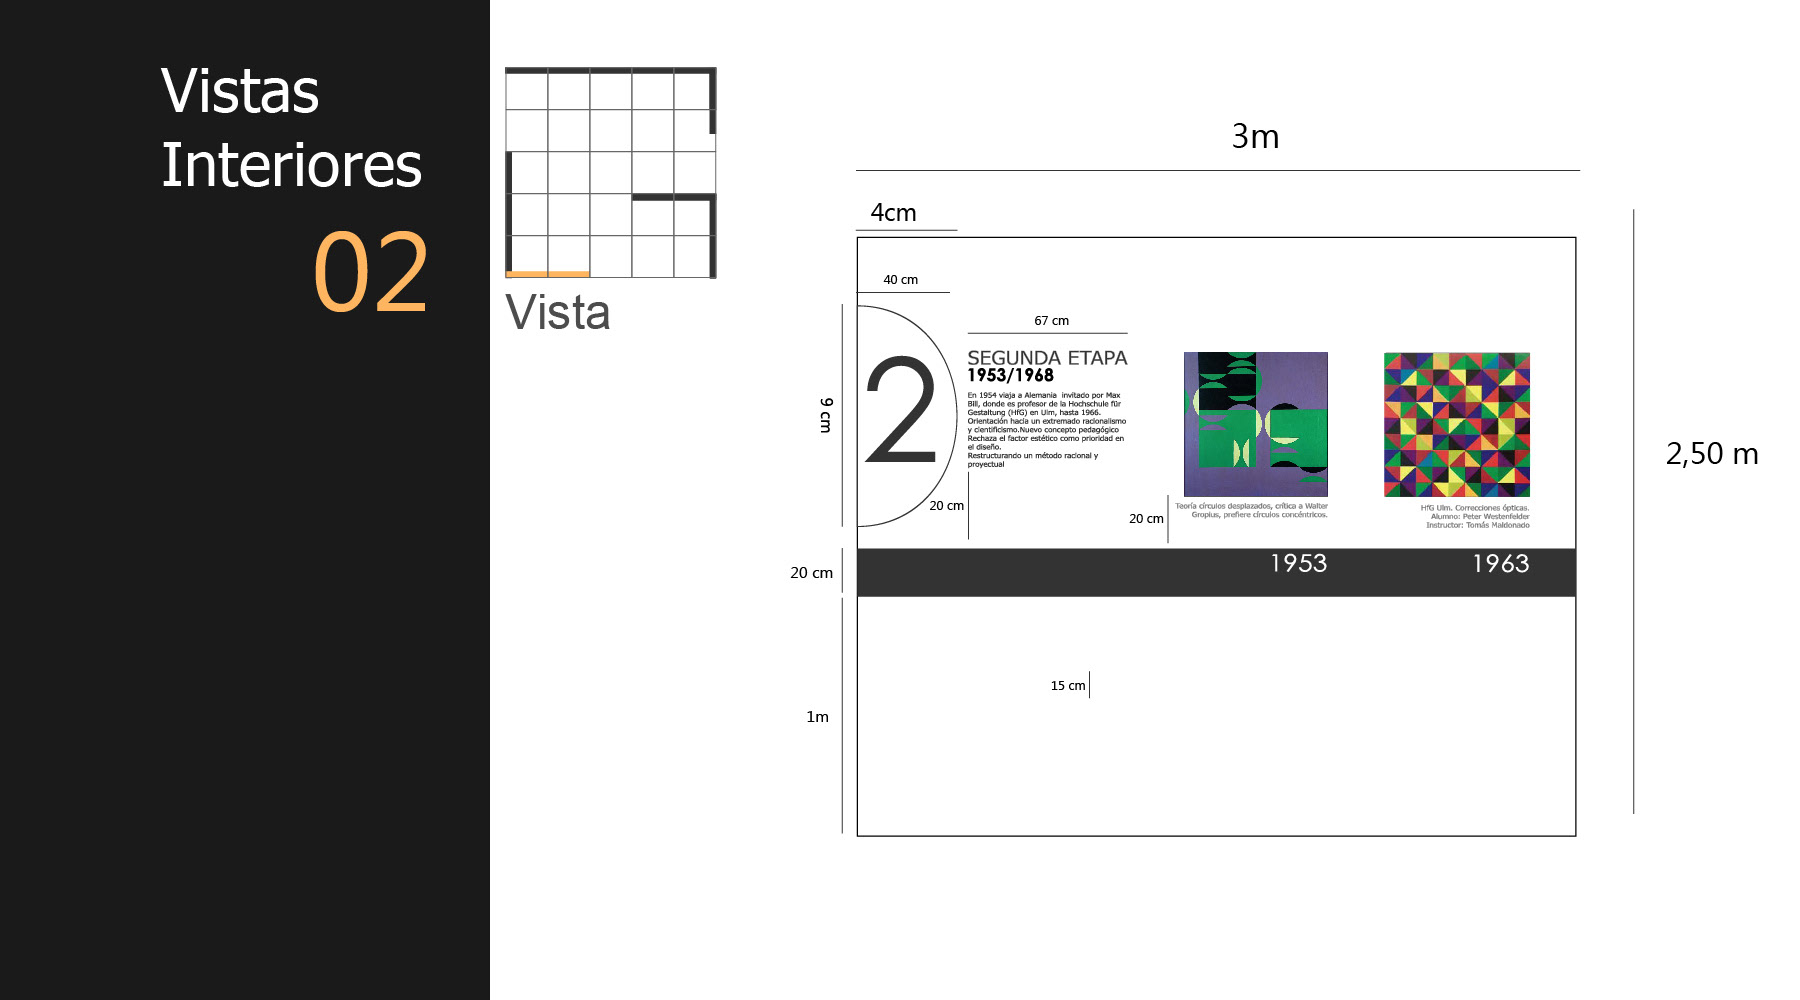 Vistas
Interiores
02
Vista
3m
4cm
40 cm
67 cm
9 cm
2
SEGUNDA ETAPA
1953/1968
En 1954 viaja a Alemania invitado por Max
Bill, donde es profesor de la Hochschule für
Gestaltung (HfG) en Ulm, hasta 1966.
Orientación hacia un extremado racionalismo
y cientificismo.Nuevo concepto pedagógico
Rechaza el factor estético como prioridad en
el diseño.
Restructurando un método racional y
proyectual
20 cm
20 cm
Teoría círculos desplazados, crítica a Walter
Gropius, prefiere círculos concéntricos.
HfG Ulm. Correcciones ópticas.
Alumno: Peter Westenfelder
Instructor: Tomás Maldonado
2,50 m
20 cm
1953
1963
15 cm
1m